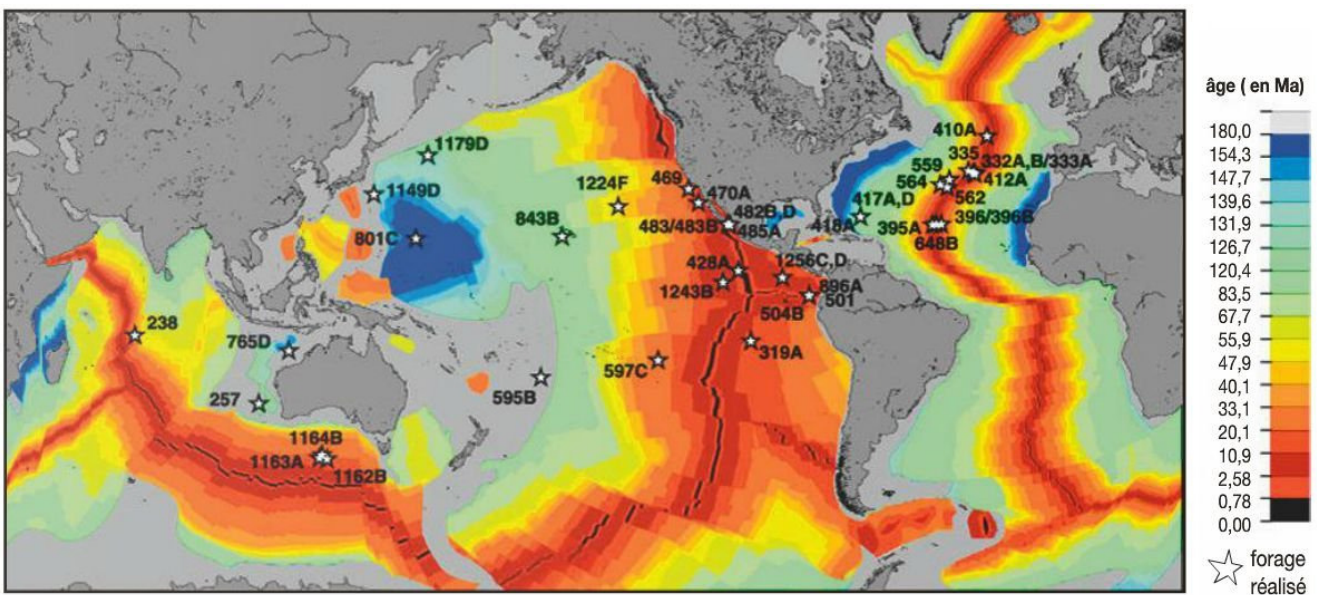 1179D
1149D
801C
1224F
843B
469
470A
482B,D
483/483B
485A
428A
1243B
1256C,D
896A
501
504B
319A
597C
595B
238
765D
257
1164B
1163A
1162B
410A
335
332A,B/333A
559
412A
564
562
417A,D
418A
395A
396/396B
648B
âge ( en Ma)
180,0
154,3
147,7
139,6
131,9
126,7
120,4
83,5
67,7
55,9
47,9
40,1
33,1
20,1
10,9
2,58
0,78
0,00
forage
réalisé